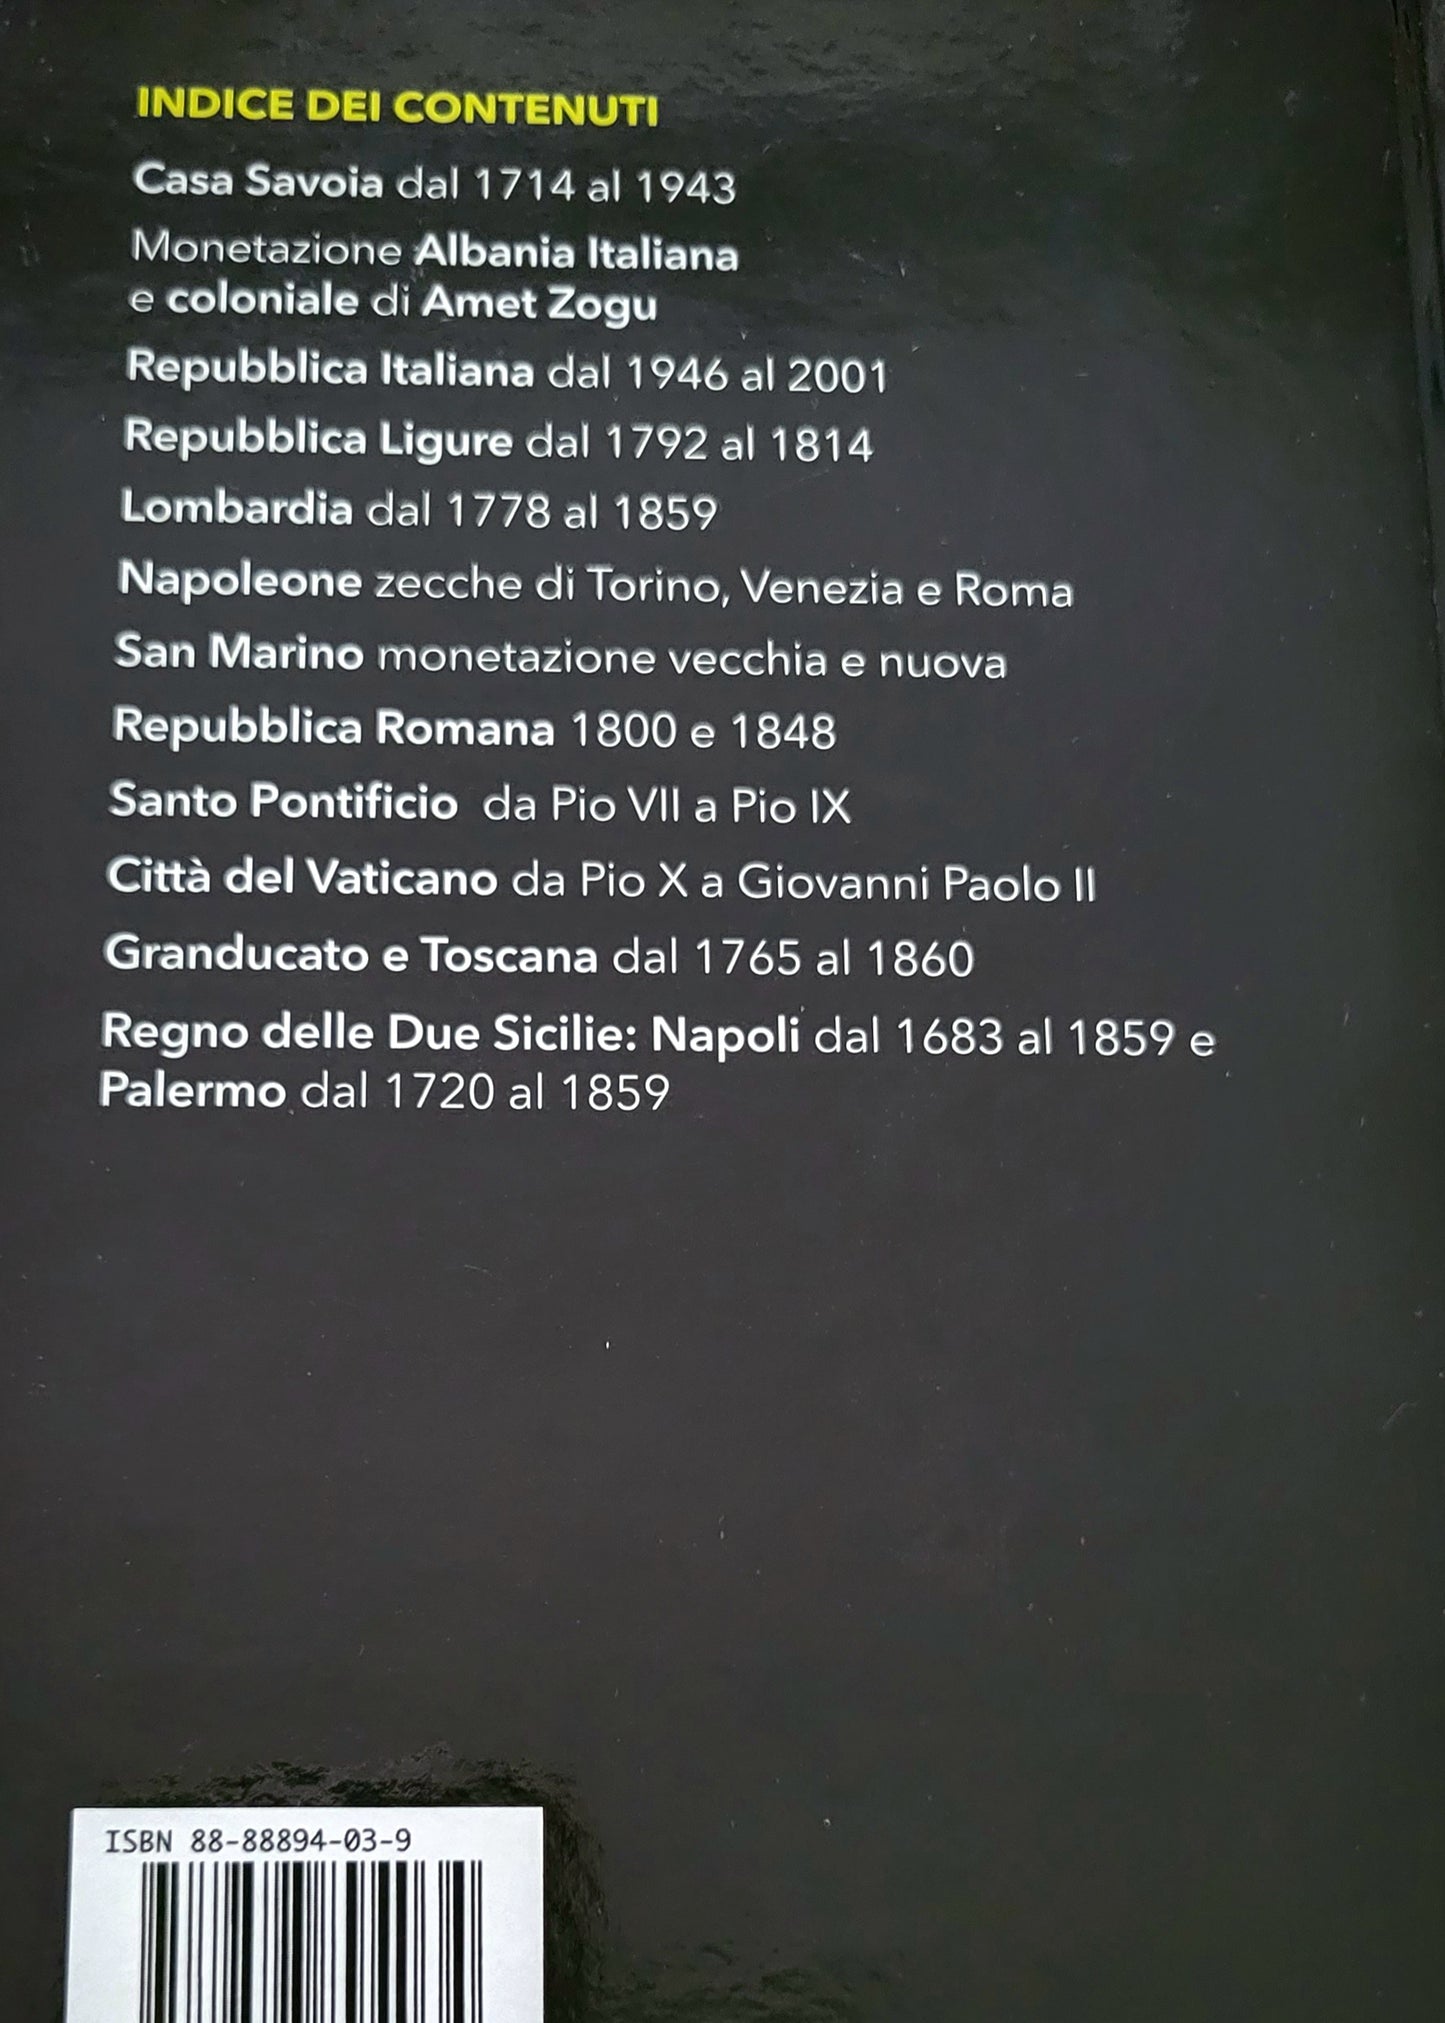 INDICE DEI CONTENUTI
Casa Savoia dal 1714 al 1943
Monetazione Albania Italiana
e coloniale di Amet Zogu
Repubblica Italiana dal 1946 al 2001
Repubblica Ligure dal 1792 al 1814
Lombardia dal 1778 al 1859
Napoleone zecche di Torino, Venezia e Roma
San Marino monetazione vecchia e nuova
Repubblica Romana 1800 e 1848
Santo Pontificio da Pio VII a Pio IX
Città del Vaticano da Pio X a Giovanni Paolo II
Granducato e Toscana dal 1765 al 1860
Regno delle Due Sicilie: Napoli dal 1683 al 1859 e
Palermo dal 1720 al 1859
ISBN 88-88894-03-9